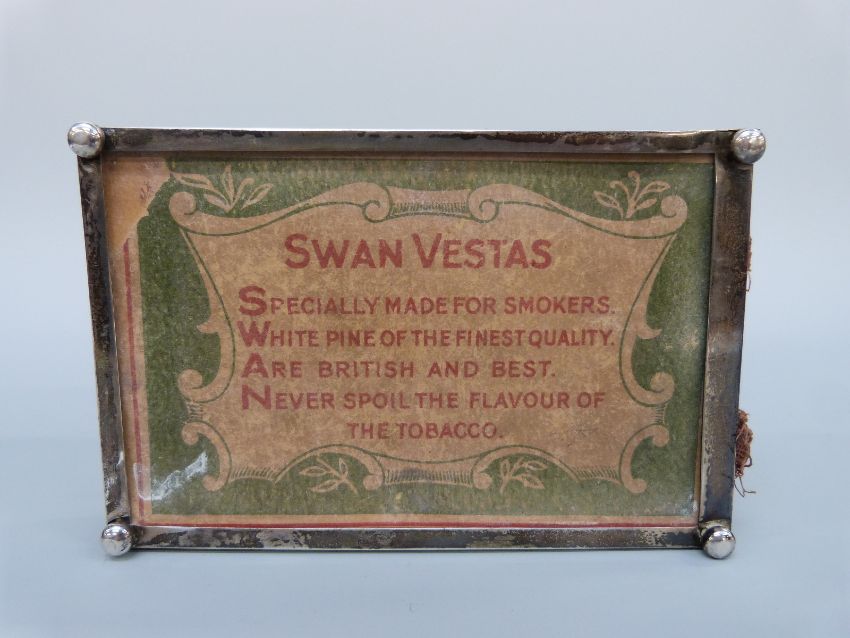 SWAN VESTAS
SPECIALLY MADE FOR SMOKERS.
WHITE PINE OF THE FINEST QUALITY.
ARE BRITISH AND BEST.
NEVER SPOIL THE FLAVOUR OF
THE TOBACCO.